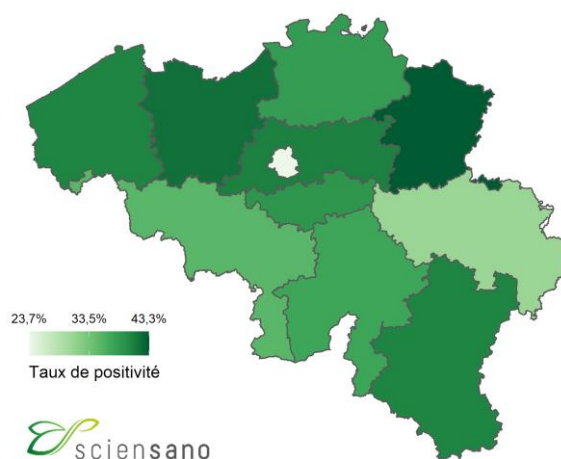 23,7% 33,5% 43,3%
Taux de positivité
sciensano